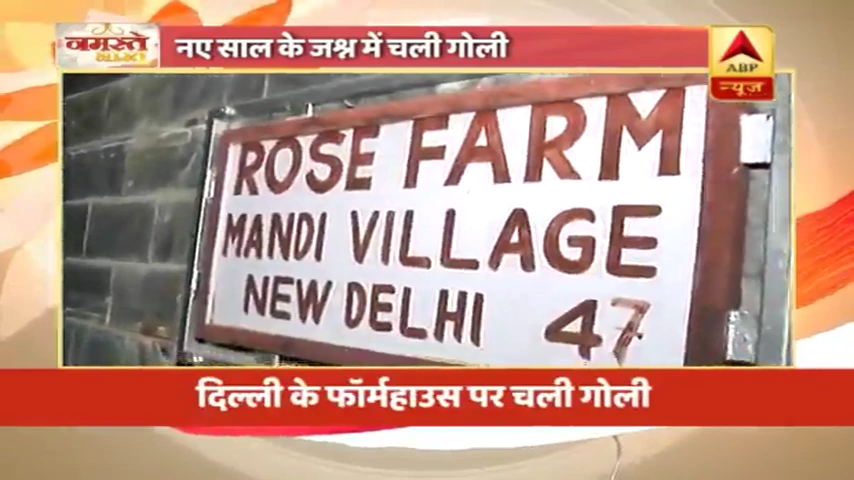 नमस्ते
नए साल के जश्न में चली गोली
ABP
न्यूज़
ROSE FARM
MANDI VILLAGE
NEW DELHI 47
दिल्ली के फॉर्महाउस पर चली गोली